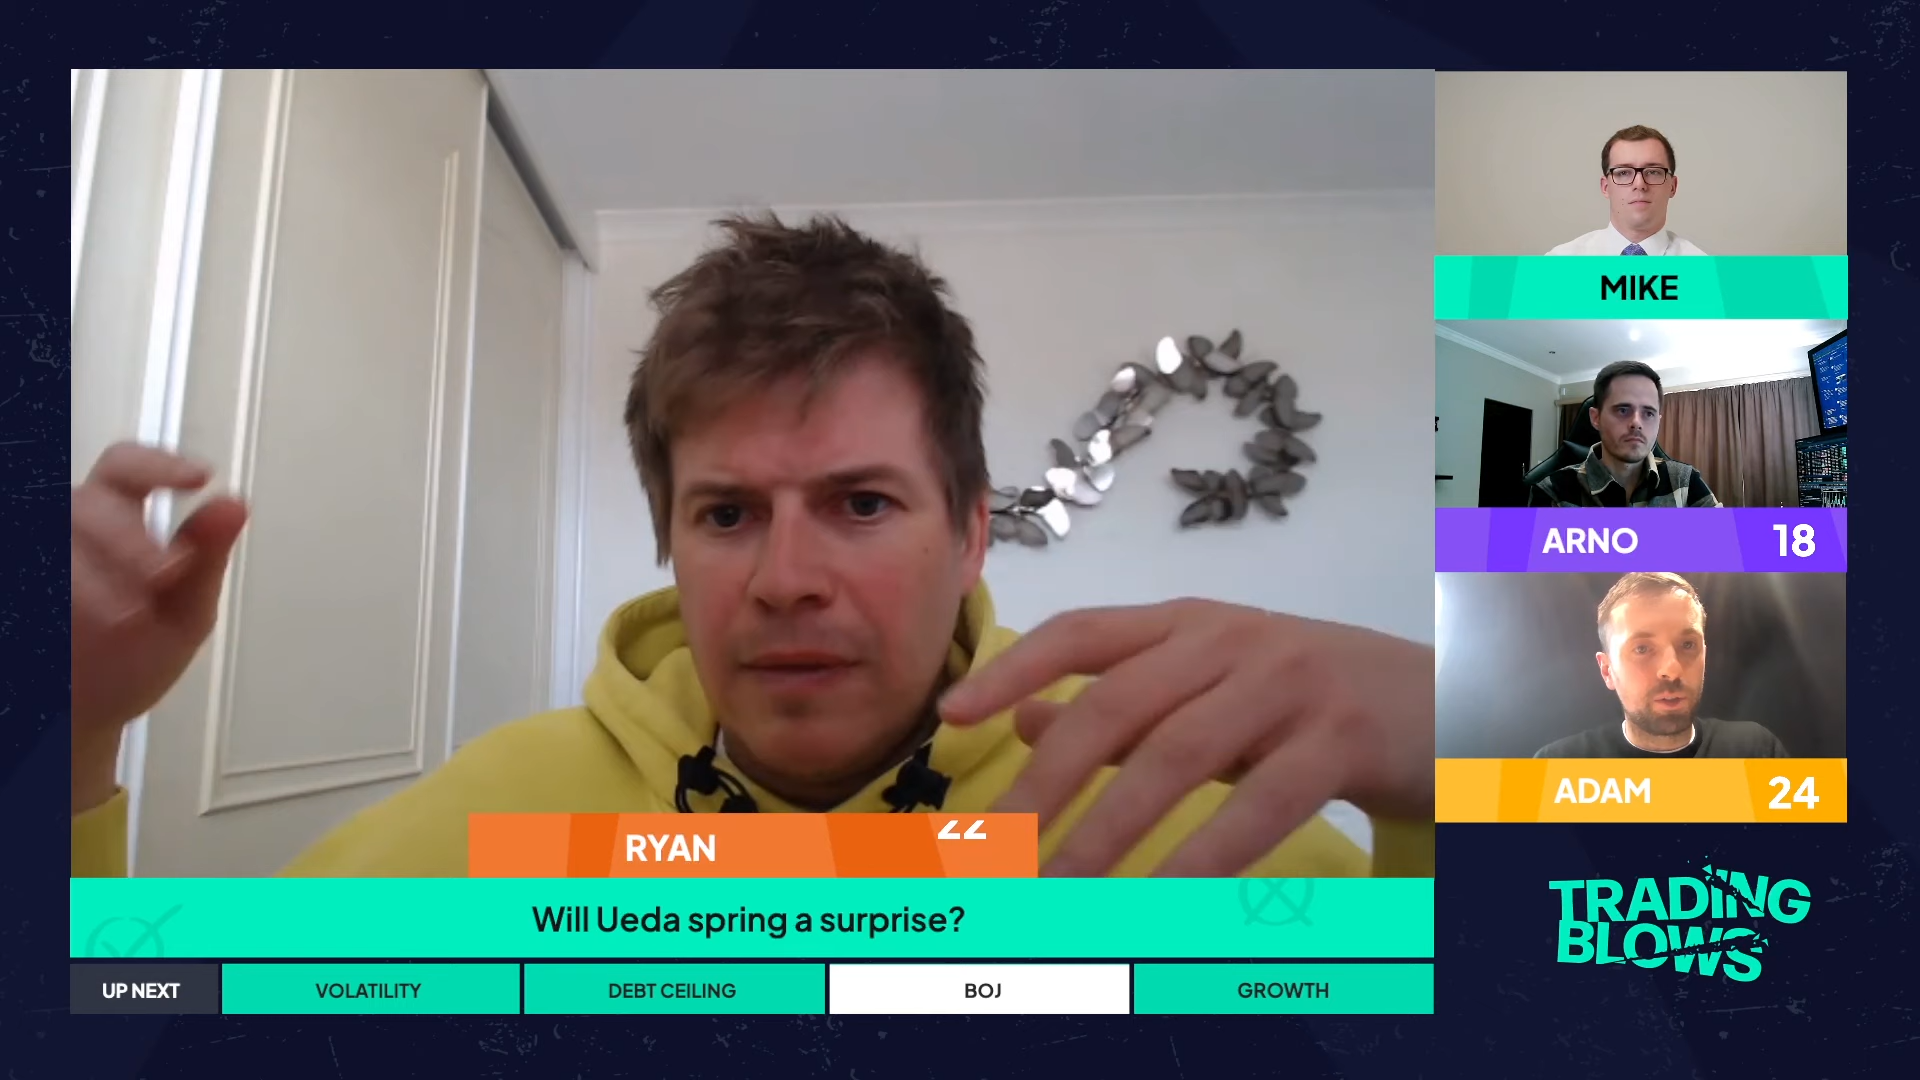 MIKE
ARNO 18
ADAM 24
RYAN
Will Ueda spring a surprise?
UP NEXT VOLATILITY DEBT CEILING BOJ GROWTH
TRADING
BLOWS